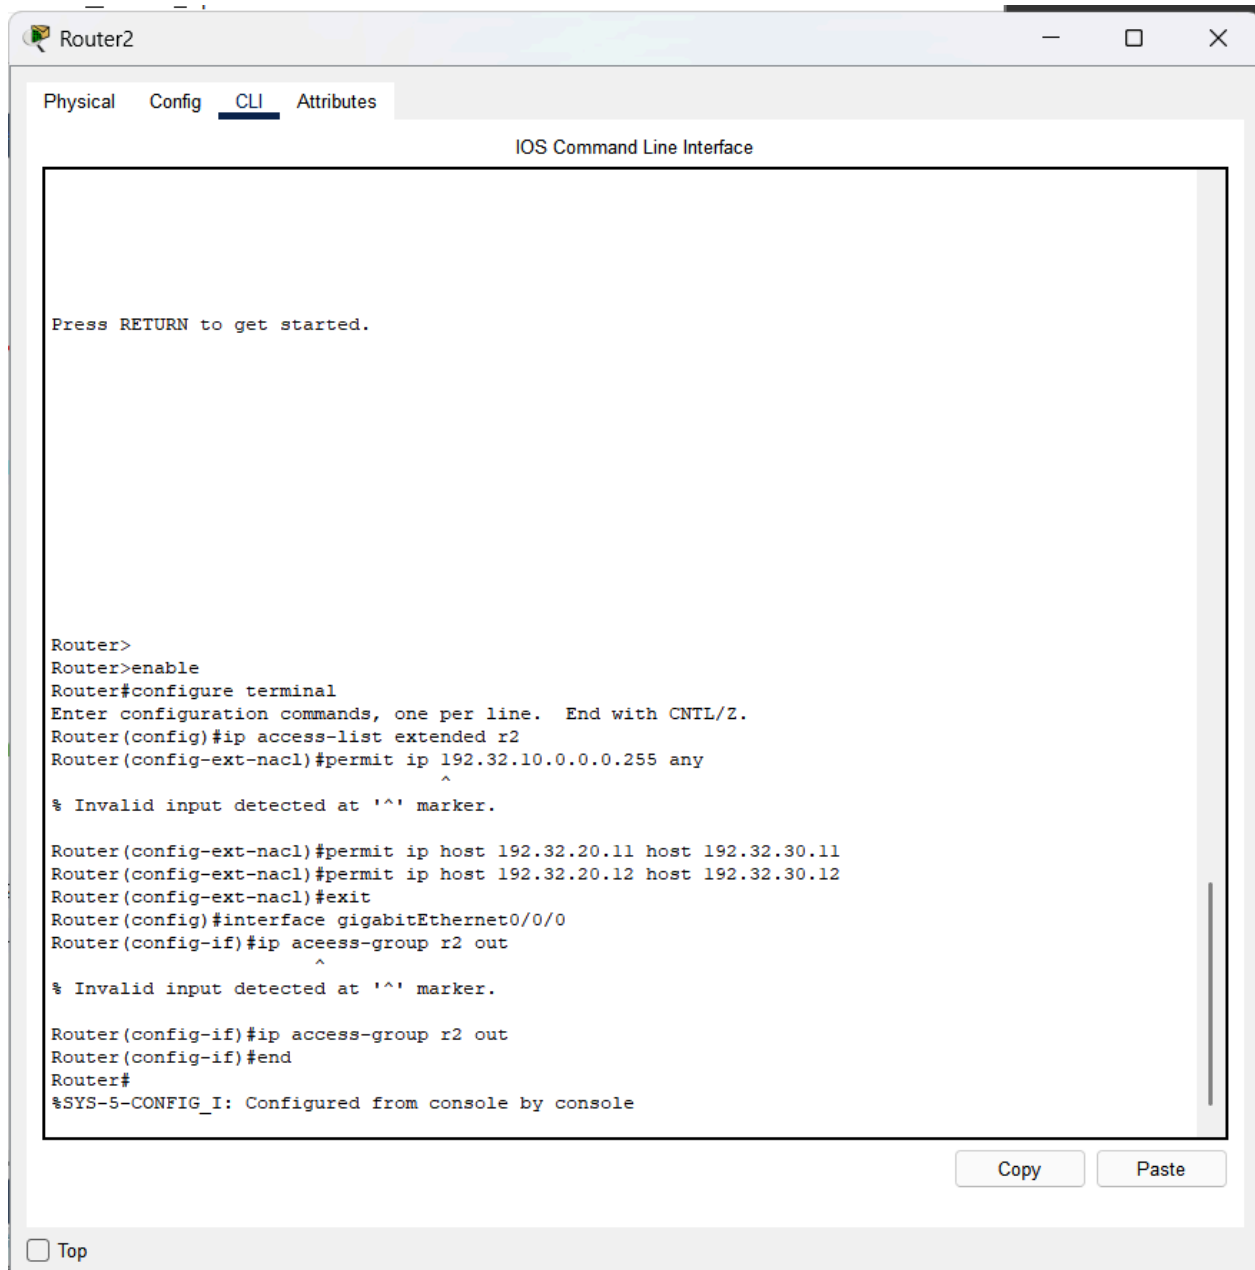 Router2
Physical Config CLI Attributes
IOS Command Line Interface
Press RETURN to get started.
Router>
Router>enable
Router#configure terminal
Enter configuration commands, one per line.  End with CNTL/Z.
Router(config)#ip access-list extended r2
Router(config-ext-nacl)#permit ip 192.32.10.0.0.0.255 any
^
% Invalid input detected at '^' marker.
Router(config-ext-nacl)#permit ip host 192.32.20.11 host 192.32.30.11
Router(config-ext-nacl)#permit ip host 192.32.20.12 host 192.32.30.12
Router(config-ext-nacl)#exit
Router(config)#interface gigabitEthernet0/0/0
Router(config-if)#ip aceess-group r2 out
^
% Invalid input detected at '^' marker.
Router(config-if)#ip access-group r2 out
Router(config-if)#end
Router#
%SYS-5-CONFIG_I: Configured from console by console
Copy Paste
Top